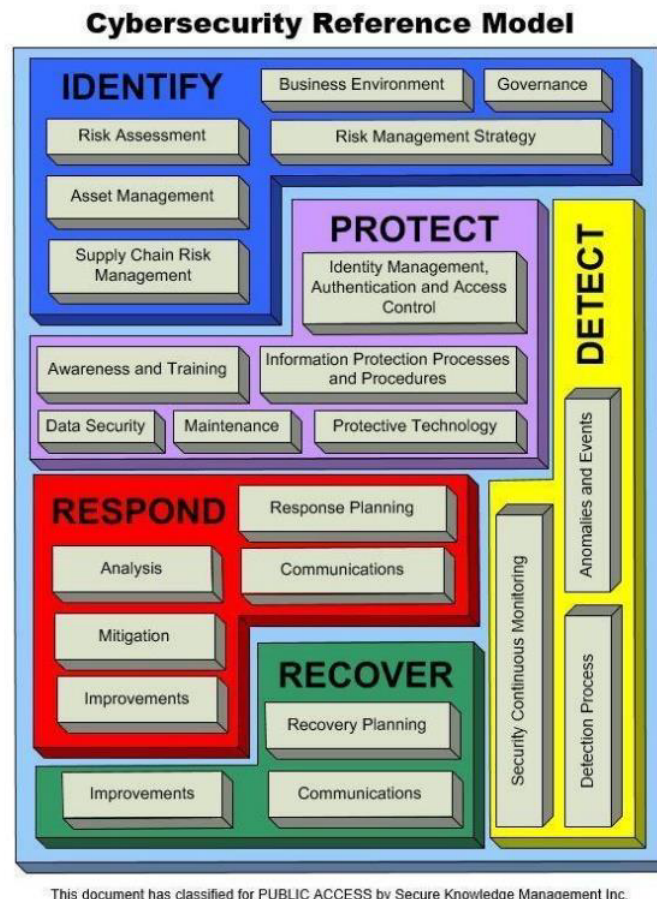 Cybersecurity Reference Model
IDENTIFY
Business Environment
Governance
Risk Assessment
Risk Management Strategy
Asset Management
Supply Chain Risk
Management
PROTECT
Identity Management,
Authentication and Access
Control
Awareness and Training
Information Protection Processes
and Procedures
Data Security
Maintenance
Protective Technology
DETECT
Anomalies and Events
Security Continuous Monitoring
Detection Process
RESPOND
Response Planning
Analysis
Communications
Mitigation
Improvements
RECOVER
Recovery Planning
Improvements
Communications
This document has classified for PUBLIC ACCESS by Secure Knowledge Management Inc.